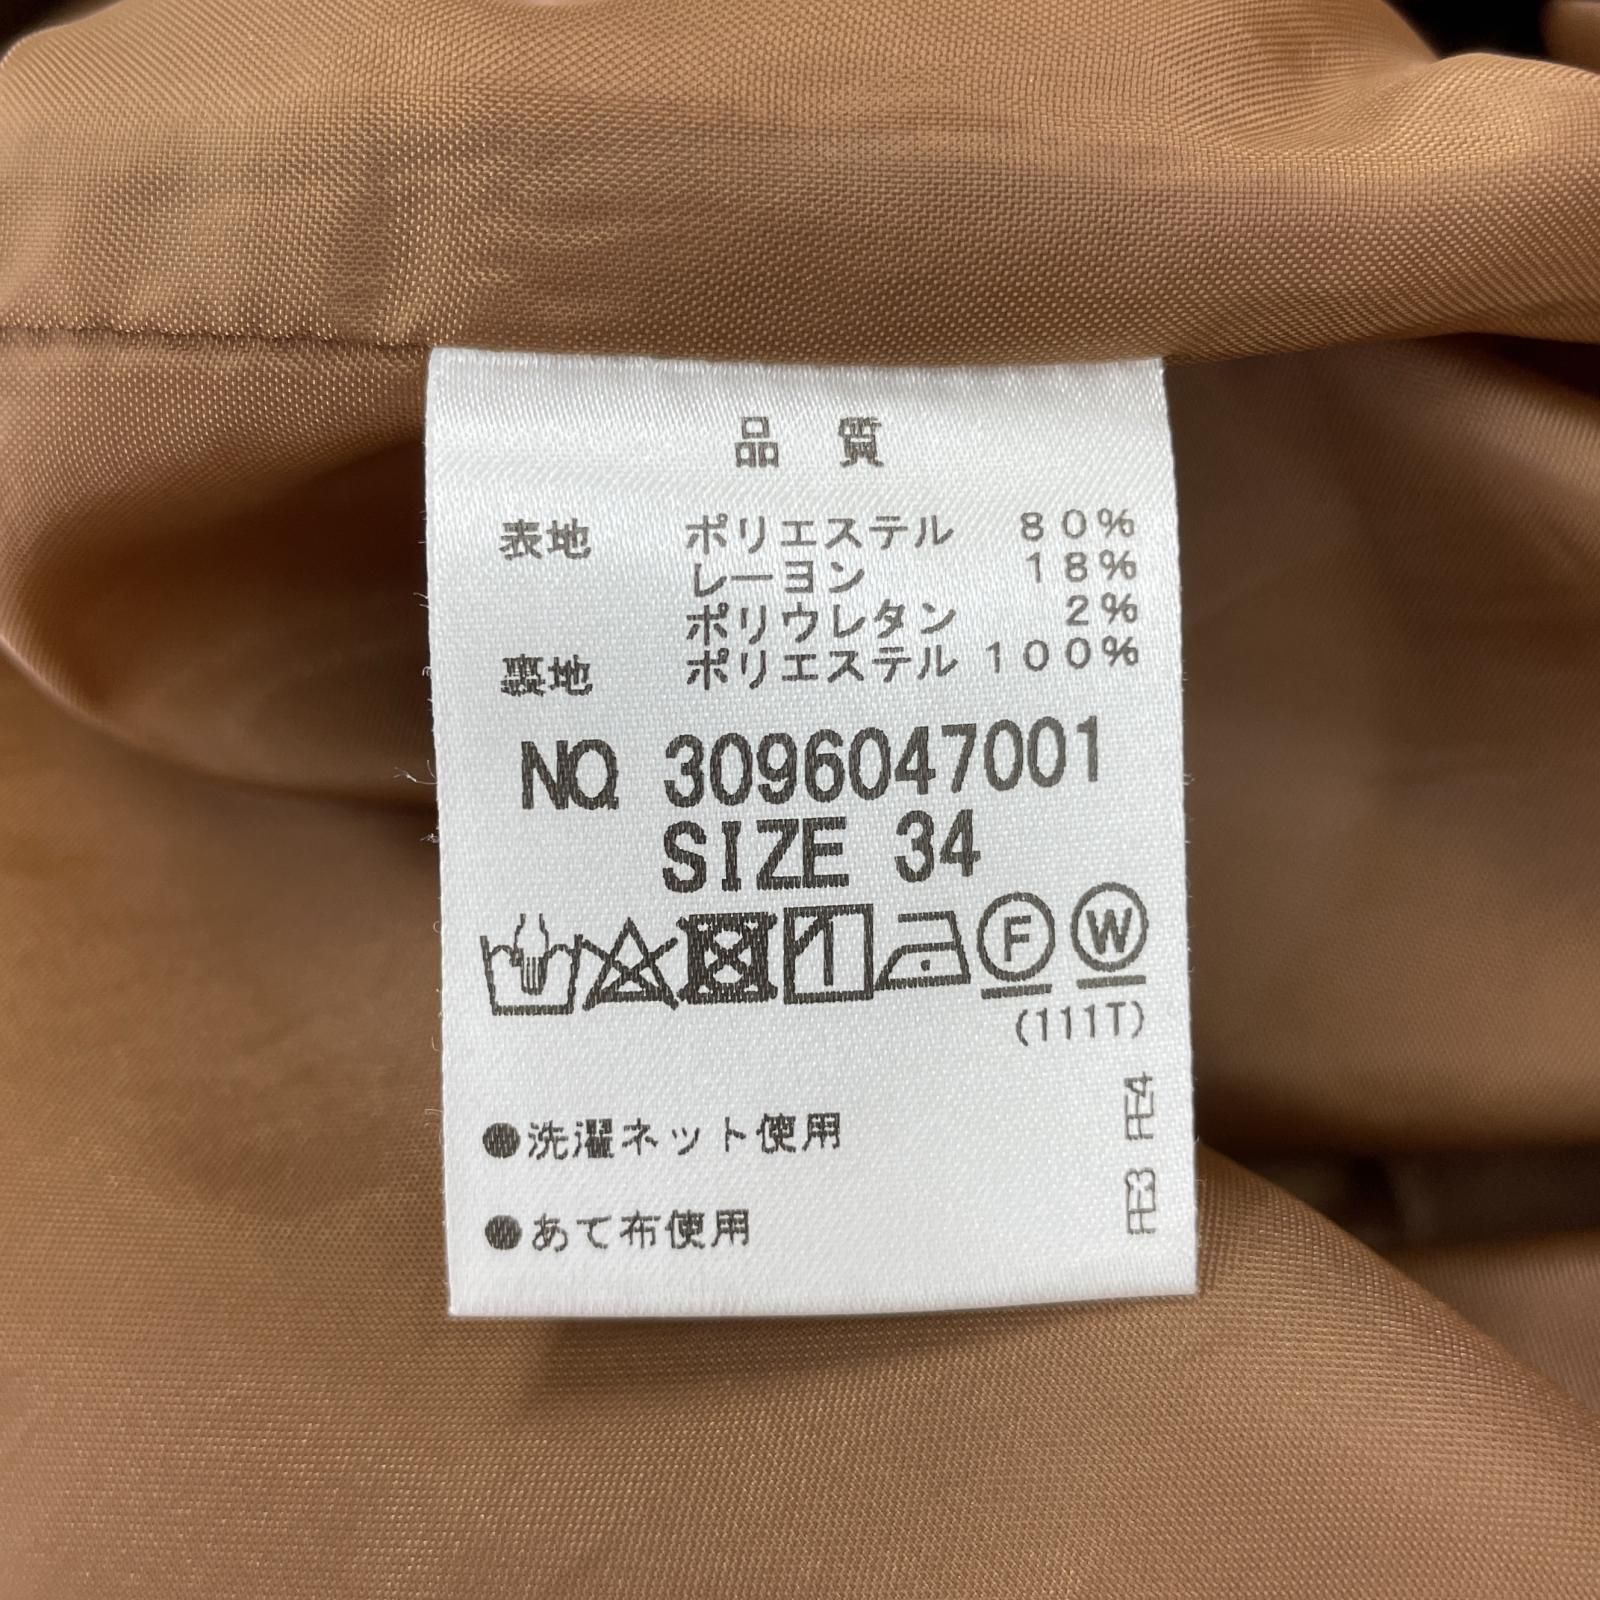 品質
表地 ポリエステル 80%
レーヨン 18%
ポリウレタン 2%
裏地 ポリエステル 100%
NO. 3096047001
SIZE 34
F W
(111T)
●洗濯ネット使用
●あて布使用